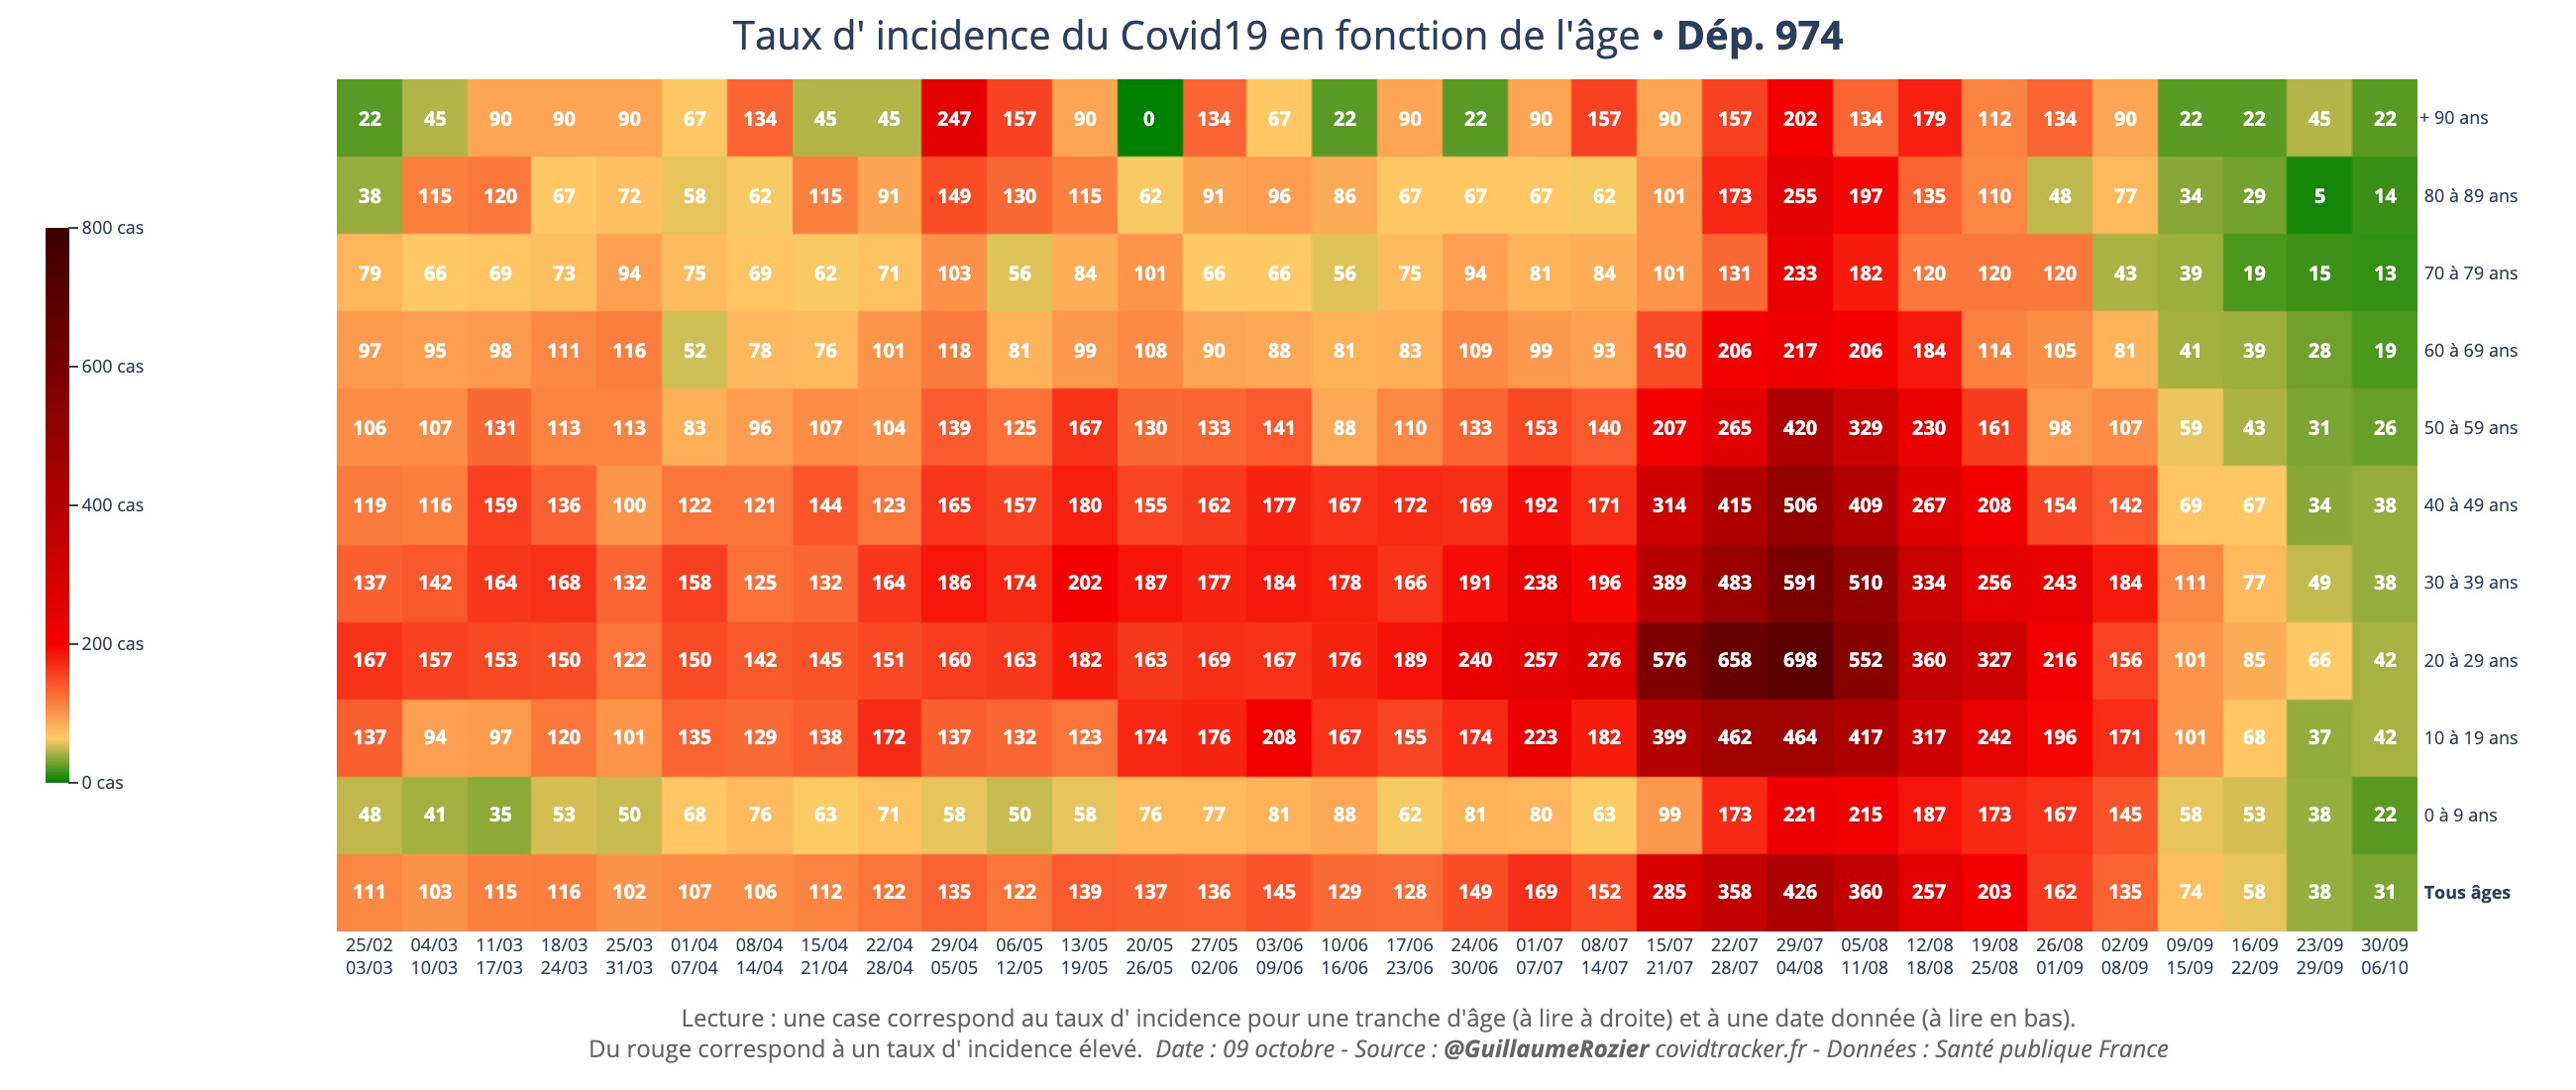 Taux d' incidence du Covid19 en fonction de l'âge • Dép. 974
22 45 90 90 90 67 134 45 45 247 157 90 0 134 67 22 90 22 90 157 90 157 202 134 179 112 134 90 22 22 45 22 + 90 ans
38 115 120 67 72 58 62 115 91 149 130 115 62 91 96 86 67 67 67 62 101 173 255 197 135 110 48 77 34 29 5 14 80 à 89 ans
800 cas
79 66 69 73 94 75 69 62 71 103 56 84 101 66 66 56 75 94 81 84 101 131 233 182 120 120 120 43 39 19 15 13 70 à 79 ans
97 95 98 111 116 52 78 76 101 118 81 99 108 90 88 81 83 109 99 93 150 206 217 206 184 114 105 81 41 39 28 19 60 à 69 ans
600 cas
106 107 131 113 113 83 96 107 104 139 125 167 130 133 141 88 110 133 153 140 207 265 420 329 230 161 98 107 59 43 31 26 50 à 59 ans
400 cas
119 116 159 136 100 122 121 144 123 165 157 180 155 162 177 167 172 169 192 171 314 415 506 409 267 208 154 142 69 67 34 38 40 à 49 ans
137 142 164 168 132 158 125 132 164 186 174 202 187 177 184 178 166 191 238 196 389 483 591 510 334 256 243 184 111 77 49 38 30 à 39 ans
200 cas
167 157 153 150 122 150 142 145 151 160 163 182 163 169 167 176 189 240 257 276 576 658 698 552 360 327 216 156 101 85 66 42 20 à 29 ans
137 94 97 120 101 135 129 138 172 137 132 123 174 176 208 167 155 174 223 182 399 462 464 417 317 242 196 171 101 68 37 42 10 à 19 ans
0 cas
48 41 35 53 50 68 76 63 71 58 50 58 76 77 81 88 62 81 80 63 99 173 221 215 187 173 167 145 58 53 38 22 0 à 9 ans
111 103 115 116 102 107 106 112 122 135 122 139 137 136 145 129 128 149 169 152 285 358 426 360 257 203 162 135 74 58 38 31 Tous âges
25/02 04/03 11/03 18/03 25/03 01/04 08/04 15/04 22/04 29/04 06/05 13/05 20/05 27/05 03/06 10/06 17/06 24/06 01/07 08/07 15/07 22/07 29/07 05/08 12/08 19/08 26/08 02/09 09/09 16/09 23/09 30/09
03/03 10/03 17/03 24/03 31/03 07/04 14/04 21/04 28/04 05/05 12/05 19/05 26/05 02/06 09/06 16/06 23/06 30/06 07/07 14/07 21/07 28/07 04/08 11/08 18/08 25/08 01/09 08/09 15/09 22/09 29/09 06/10
Lecture : une case correspond au taux d' incidence pour une tranche d'âge (à lire à droite) et à une date donnée (à lire en bas).
Du rouge correspond à un taux d' incidence élevé. Date : 09 octobre - Source : @GuillaumeRozier covidtracker.fr - Données : Santé publique France